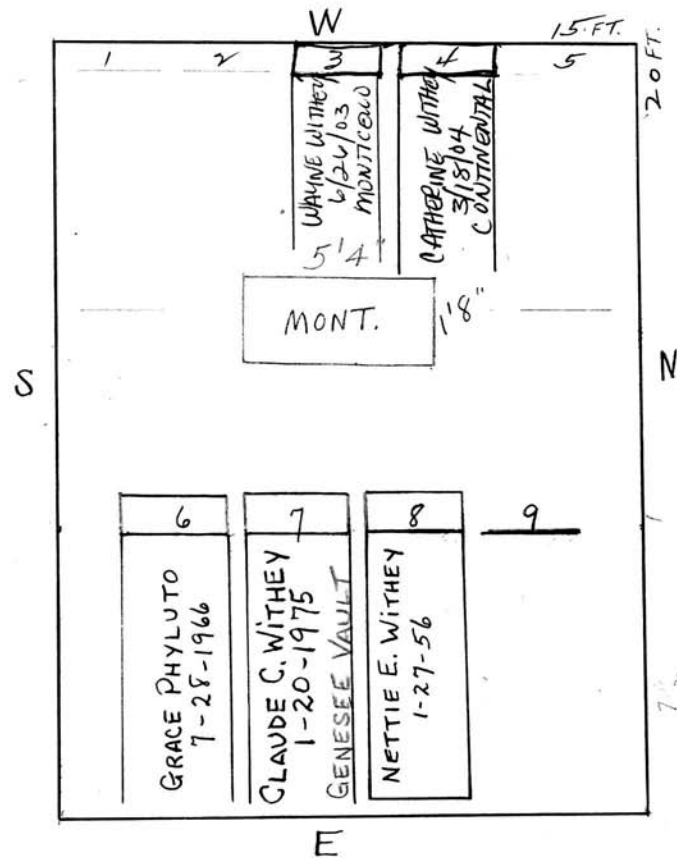 W
15 FT.
20 FT.
1
2
3
4
5
WAYNE WITHEY
6/26/03
MONTICELLO
CATHERINE WITHEY
3/18/04
CONTINENTAL
5'4"
MONT.
1'8"
S
N
6
7
8
9
GRACE PHYLUTO
7-28-1966
CLAUDE C. WITHEY
1-20-1975
GENESEE VAULT
NETTIE E. WITHEY
1-27-56
E